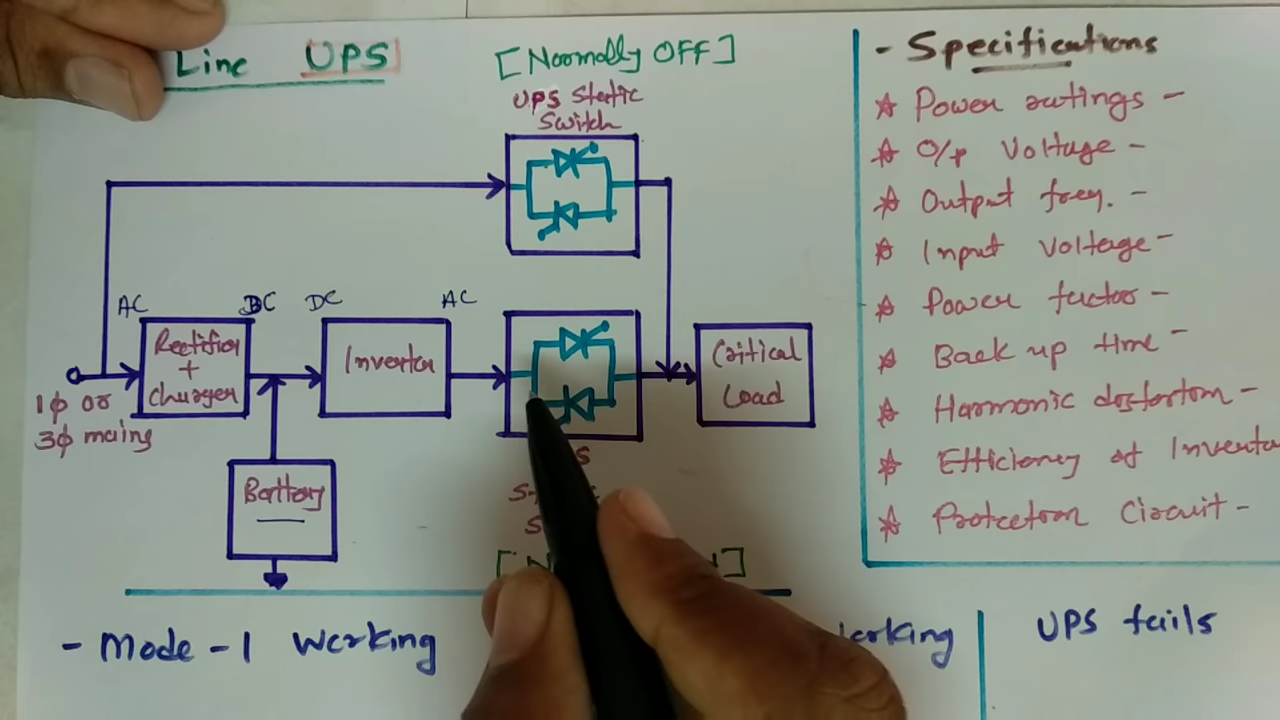 Line UPS
[Normally OFF]
UPS Static
Switch
AC
DC
DC
AC
Rectifier
+
Charger
Inverter
Critical
Load
1ϕ or
3ϕ mains
Battery
- Specifications
☆ Power ratings -
☆ O/p Voltage -
☆ Output freq. -
☆ Input Voltage -
☆ Power factor -
☆ Back up time -
☆ Harmonic distortion -
☆ Efficiency of
☆ Protection Circuit -
- Mode - 1 Working
UPS fails